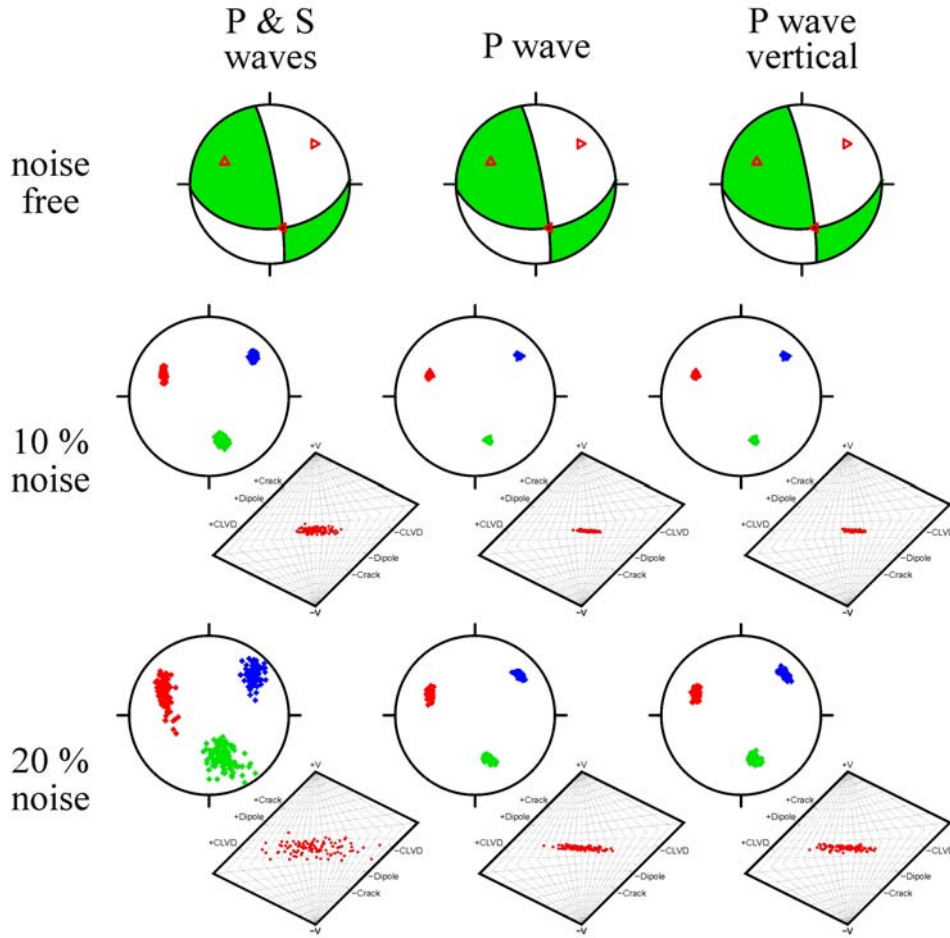 P & S
waves
P wave
P wave
vertical
noise
free
10 %
noise
+V
+Crack
+Dipole
+CLVD
−CLVD
−Dipole
−Crack
−V
+V
+Crack
+Dipole
+CLVD
−CLVD
−Dipole
−Crack
−V
+V
+Crack
+Dipole
+CLVD
−CLVD
−Dipole
−Crack
−V
20 %
noise
+V
+Crack
+Dipole
+CLVD
−CLVD
−Dipole
−Crack
−V
+V
+Crack
+Dipole
+CLVD
−CLVD
−Dipole
−Crack
−V
+V
+Crack
+Dipole
+CLVD
−CLVD
−Dipole
−Crack
−V